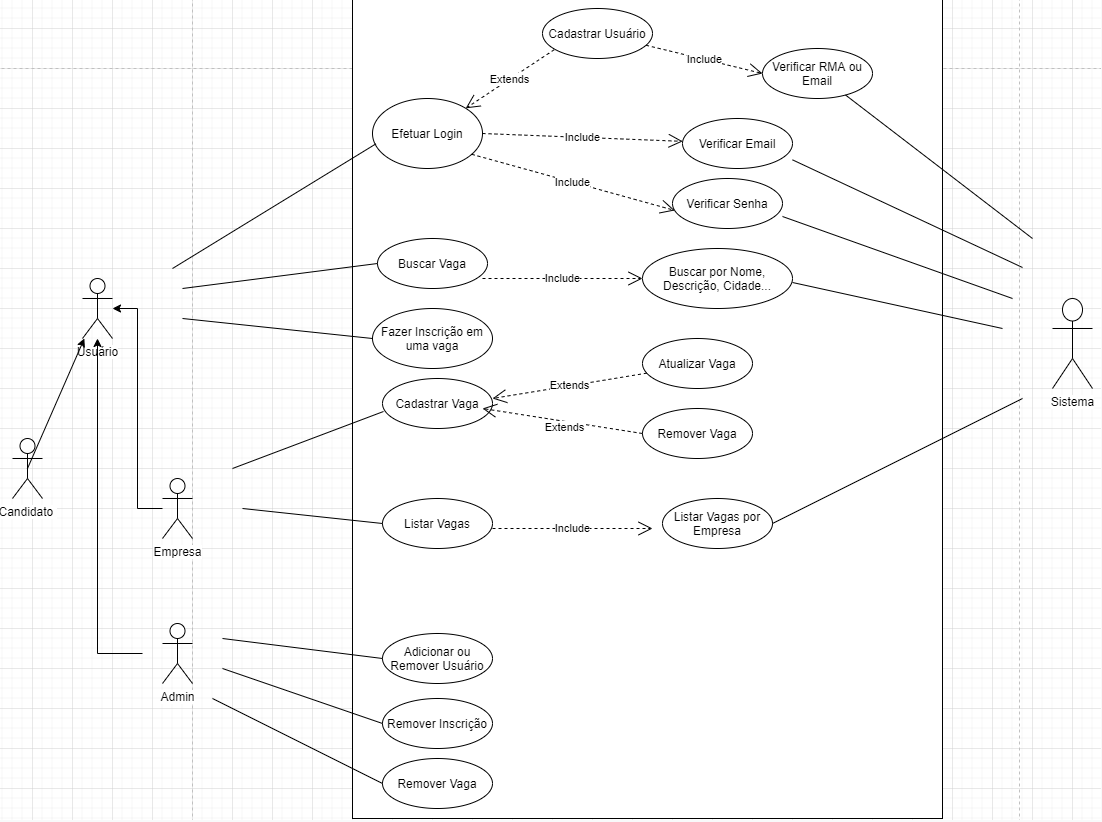 Cadastrar Usuário
Include
Verificar RMA ou
Email
Extends
Efetuar Login
Include
Verificar Email
Include
Verificar Senha
Buscar Vaga
Include
Buscar por Nome,
Descrição, Cidade...
Usuário
Fazer Inscrição em
uma vaga
Sistema
Atualizar Vaga
Extends
Cadastrar Vaga
Extends
Remover Vaga
Candidato
Empresa
Listar Vagas
Include
Listar Vagas por
Empresa
Admin
Adicionar ou
Remover Usuário
Remover Inscrição
Remover Vaga